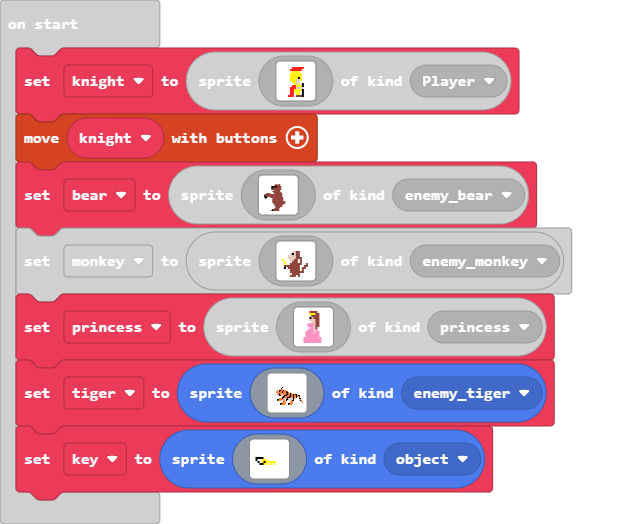 on start
set knight to sprite of kind Player
move knight with buttons
set bear to sprite of kind enemy_bear
set monkey to sprite of kind enemy_monkey
set princess to sprite of kind princess
set tiger to sprite of kind enemy_tiger
set key to sprite of kind object